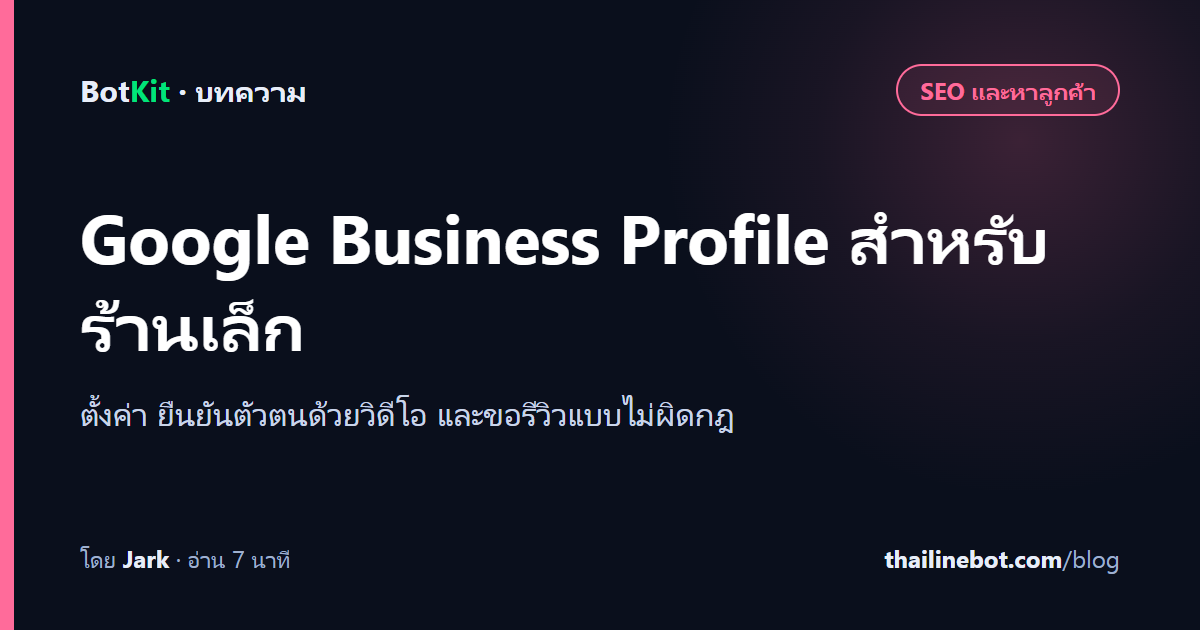 BotKit · บทความ
SEO และหาลูกค้า
Google Business Profile สำหรับ
ร้านเล็ก
ตั้งค่า ยืนยันตัวตนด้วยวิดีโอ และขอรีวิวแบบไม่ผิดกฎ
โดย Jark · อ่าน 7 นาที
thailinebot.com/blog